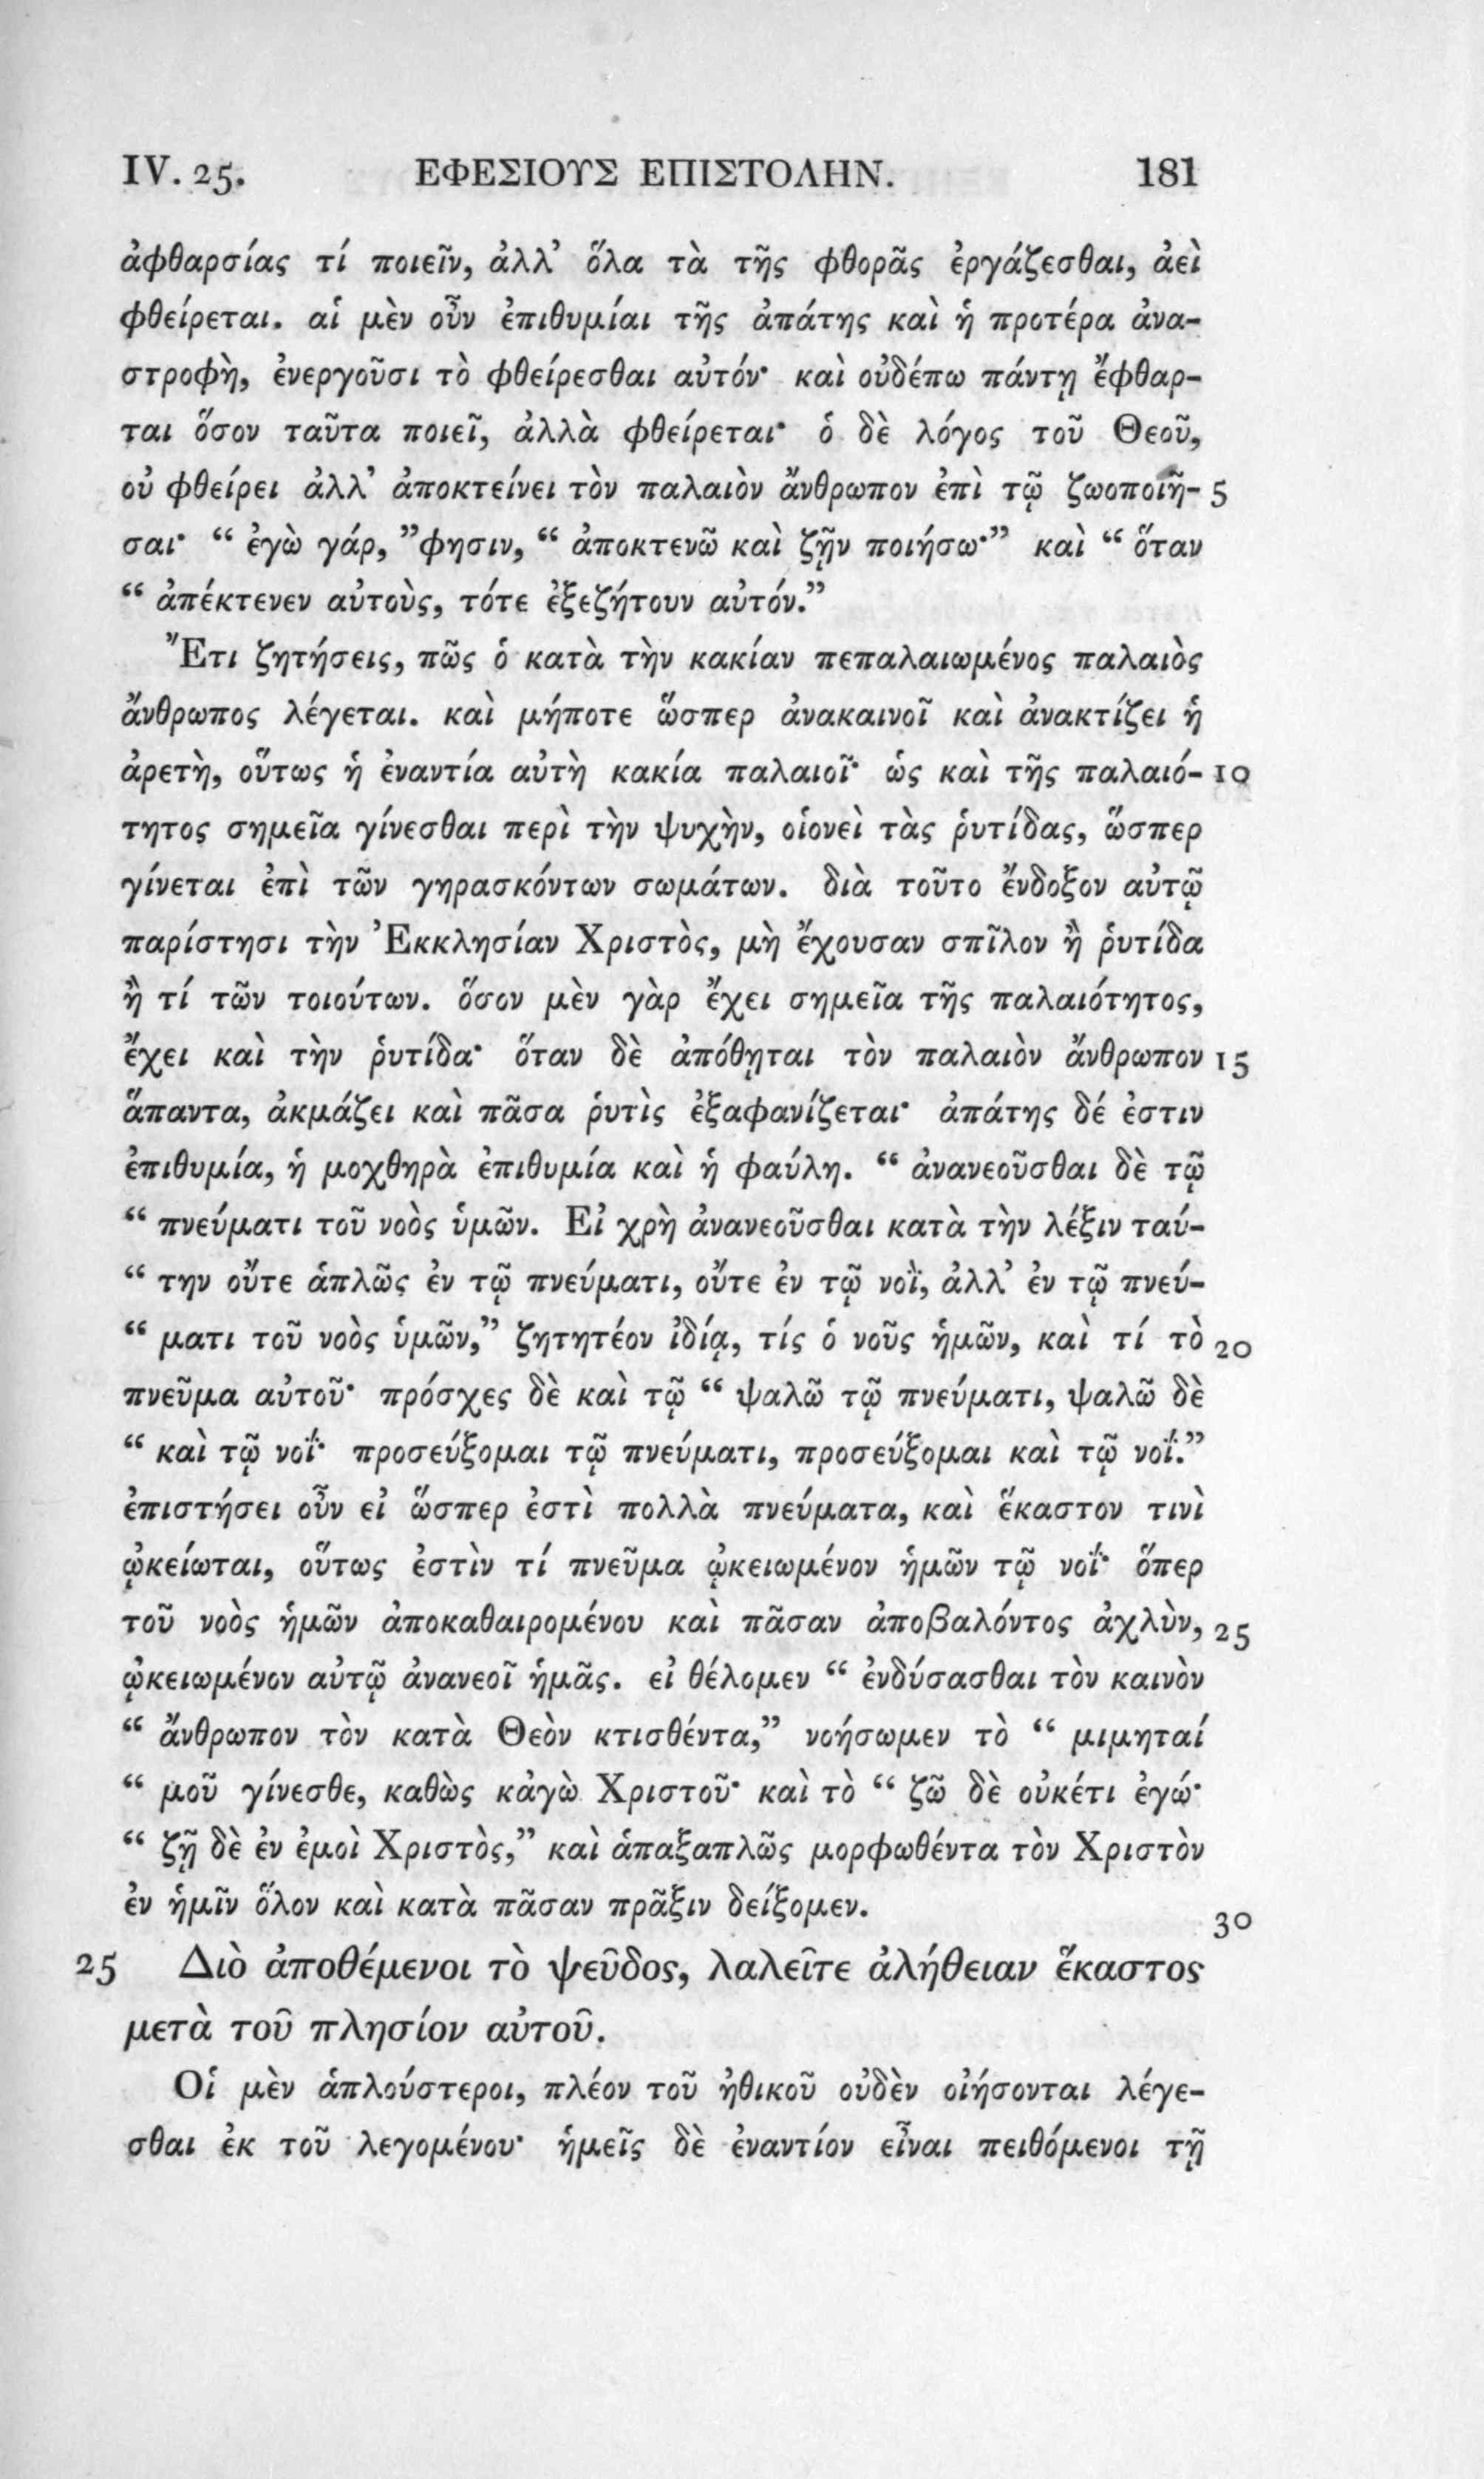 IV. 25. ΕΦΕΣΙΟΥΣ ΕΠΙΣΤΟΛΗΝ. 181
ἀφθαρσίας τί ποιεῖν, ἀλλ’ ὅλα τὰ τῆς φθορᾶς ἐργάζεσθαι, ἀεὶ
φθείρεται. αἱ μὲν οὖν ἐπιθυμίαι τῆς ἀπάτης καὶ ἡ προτέρα ἀνα-
στροφὴ, ἐνεργοῦσι τὸ φθείρεσθαι αὐτόν· καὶ οὐδέπω πάντῃ ἔφθαρ-
ται ὅσον ταῦτα ποιεῖ, ἀλλὰ φθείρεται· ὁ δὲ λόγος τοῦ Θεοῦ,
οὐ φθείρει ἀλλ’ ἀποκτείνει τὸν παλαιὸν ἄνθρωπον ἐπὶ τῷ ζωοποιῆ- 5
σαι· “ ἐγὼ γάρ, ”φησιν, “ ἀποκτενῶ καὶ ζῇν ποιήσω·” καὶ “ ὅταν
“ ἀπέκτενεν αὐτοὺς, τότε ἐξεζήτουν αὐτόν.”
Ἔτι ζητήσεις, πῶς ὁ κατὰ τὴν κακίαν πεπαλαιωμένος παλαιὸς
ἄνθρωπος λέγεται. καὶ μήποτε ὥσπερ ἀνακαινοῖ καὶ ἀνακτίζει ἡ
ἀρετὴ, οὕτως ἡ ἐναντία αὐτὴ κακία παλαιοῖ· ὡς καὶ τῆς παλαιό- 10
τητος σημεῖα γίνεσθαι περὶ τὴν ψυχὴν, οἱονεὶ τὰς ῥυτίδας, ὥσπερ
γίνεται ἐπὶ τῶν γηρασκόντων σωμάτων. διὰ τοῦτο ἔνδοξον αὐτῷ
παρίστησι τὴν Ἐκκλησίαν Χριστὸς, μὴ ἔχουσαν σπῖλον ἢ ῥυτίδα
ἢ τί τῶν τοιούτων. ὅσον μὲν γὰρ ἔχει σημεῖα τῆς παλαιότητος,
ἔχει καὶ τὴν ῥυτίδα· ὅταν δὲ ἀπόθηται τὸν παλαιὸν ἄνθρωπον 15
ἅπαντα, ἀκμάζει καὶ πᾶσα ῥυτὶς ἐξαφανίζεται· ἀπάτης δέ ἐστιν
ἐπιθυμία, ἡ μοχθηρὰ ἐπιθυμία καὶ ἡ φαύλη. “ ἀνανεοῦσθαι δὲ τῷ
“ πνεύματι τοῦ νοὸς ὑμῶν. Εἰ χρὴ ἀνανεοῦσθαι κατὰ τὴν λέξιν ταύ-
“ την οὔτε ἁπλῶς ἐν τῷ πνεύματι, οὔτε ἐν τῷ νοῒ, ἀλλ’ ἐν τῷ πνεύ-
“ ματι τοῦ νοὸς ὑμῶν,” ζητητέον ἰδίᾳ, τίς ὁ νοῦς ἡμῶν, καὶ τί τὸ 20
πνεῦμα αὐτοῦ· πρόσχες δὲ καὶ τῷ “ ψαλῶ τῷ πνεύματι, ψαλῶ δὲ
“ καὶ τῷ νοΐ· προσεύξομαι τῷ πνεύματι, προσεύξομαι καὶ τῷ νοΐ.”
ἐπιστήσει οὖν εἰ ὥσπερ ἐστὶ πολλὰ πνεύματα, καὶ ἕκαστον τινὶ
ᾠκείωται, οὕτως ἐστὶν τί πνεῦμα ᾠκειωμένον ἡμῶν τῷ νοΐ· ὅπερ
τοῦ νοὸς ἡμῶν ἀποκαθαιρομένου καὶ πᾶσαν ἀποβαλόντος ἀχλὺν, 25
ᾠκειωμένον αὐτῷ ἀνανεοῖ ἡμᾶς. εἰ θέλομεν “ ἐνδύσασθαι τὸν καινὸν
“ ἄνθρωπον τὸν κατὰ Θεὸν κτισθέντα,” νοήσωμεν τὸ “ μιμηταί
“ μοῦ γίνεσθε, καθὼς κἀγὼ Χριστοῦ· καὶ τὸ “ ζῶ δὲ οὐκέτι ἐγώ·
“ ζῇ δὲ ἐν ἐμοὶ Χριστὸς,” καὶ ἁπαξαπλῶς μορφωθέντα τὸν Χριστὸν
ἐν ἡμῖν ὅλον καὶ κατὰ πᾶσαν πρᾶξιν δείξομεν. 30
25 Διὸ ἀποθέμενοι τὸ ψεῦδος, λαλεῖτε ἀλήθειαν ἕκαστος
μετὰ τοῦ πλησίον αὐτοῦ.
Οἱ μὲν ἁπλούστεροι, πλέον τοῦ ἠθικοῦ οὐδὲν οἰήσονται λέγε-
σθαι ἐκ τοῦ λεγομένου· ἡμεῖς δὲ ἐναντίον εἶναι πειθόμενοι τῇ